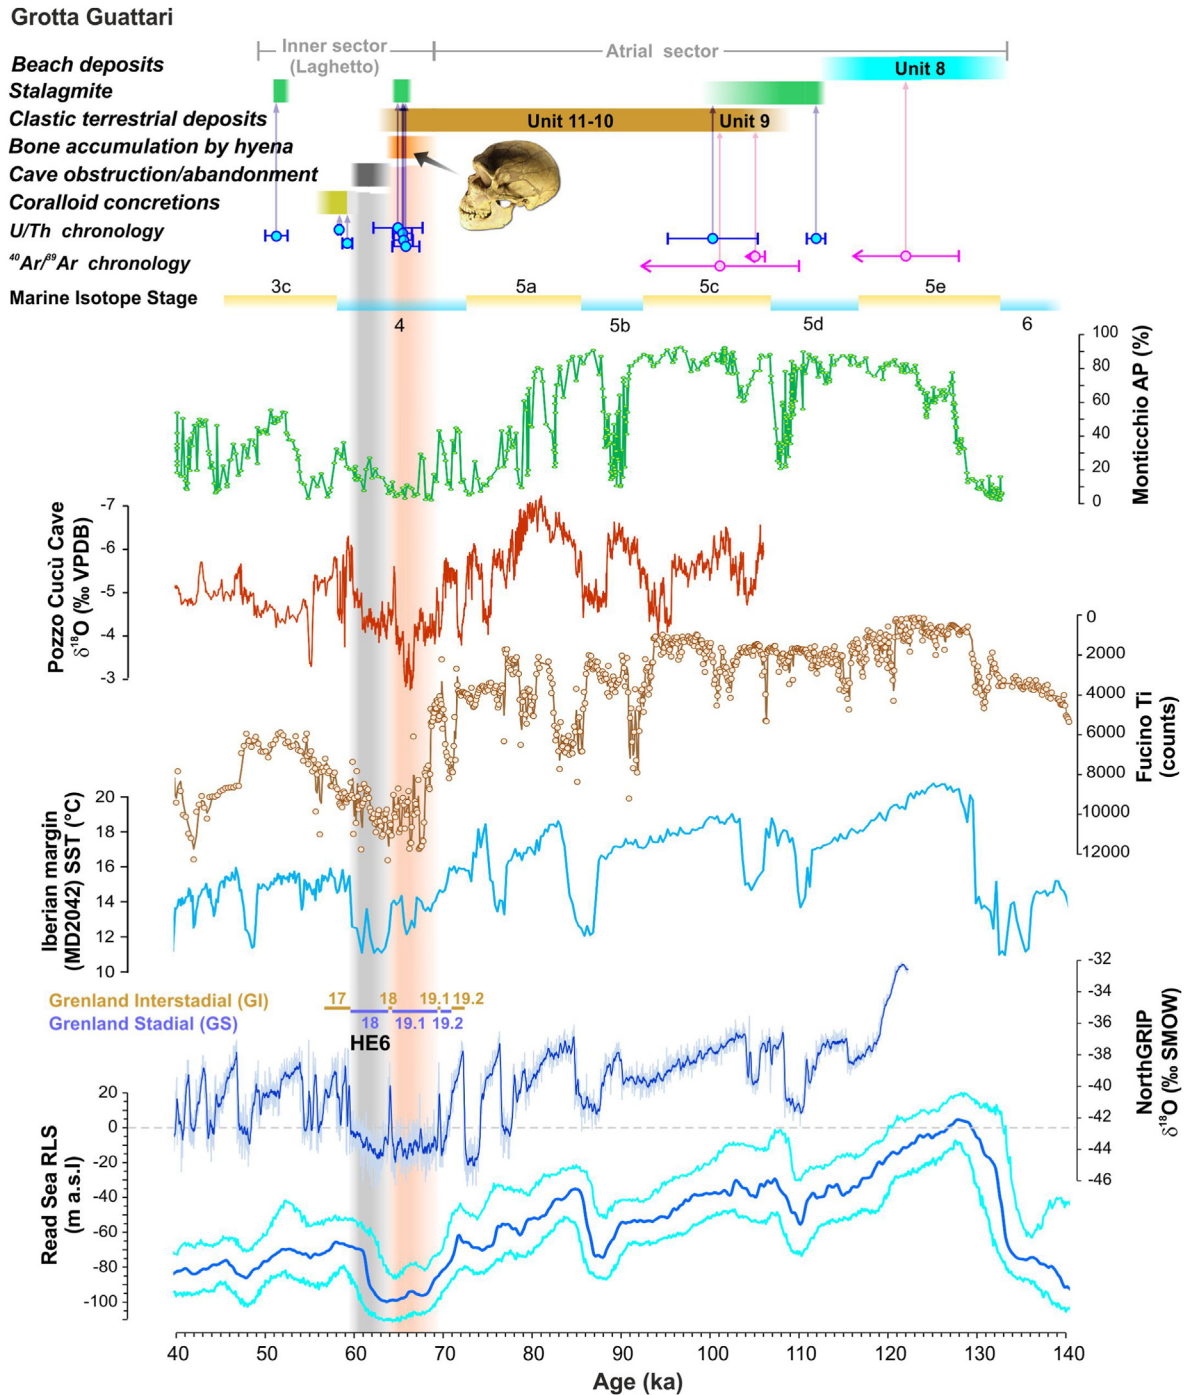 Grotta Guattari
Inner sector
(Laghetto)
Atrial sector
Beach deposits
Unit 8
Stalagmite
Clastic terrestrial deposits
Unit 11-10
Unit 9
Bone accumulation by hyena
Cave obstruction/abandonment
Coralloid concretions
U/Th chronology
⁴⁰Ar/³⁹Ar chronology
Marine Isotope Stage
3c
4
5a
5b
5c
5d
5e
6
100
80
60
40
20
0
Monticchio AP (%)
-7
-6
-5
-4
-3
Pozzo Cucù Cave
δ¹⁸O (‰ VPDB)
0
2000
4000
6000
8000
10000
12000
Fucino Ti
(counts)
20
18
16
14
12
10
Iberian margin
(MD2042) SST (°C)
Grenland Interstadial (GI)
17
18
19.1
19.2
Grenland Stadial (GS)
18
19.1
19.2
HE6
-32
-34
-36
-38
-40
-42
-44
-46
NorthGRIP
δ¹⁸O (‰ SMOW)
20
0
-20
-40
-60
-80
-100
Read Sea RLS
(m a.s.l)
40
50
60
70
80
90
100
110
120
130
140
Age (ka)